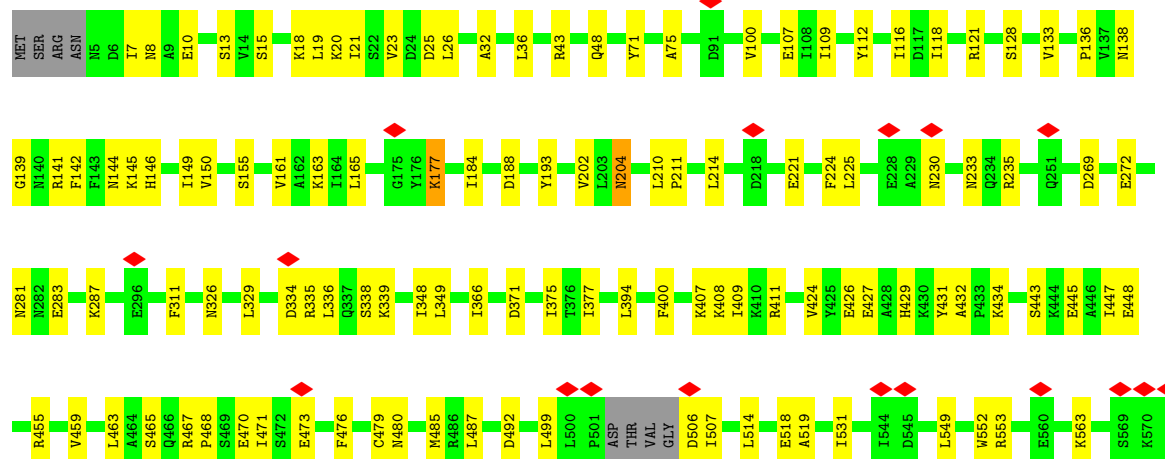 MET SER ARG ASN N5 D6 I7 N8 A9 E10 S13 V14 S15 K18 L19 K20 I21 S22 V23 D24 D25 L26 A32 L36 R43 Q48 Y71 A75 D91 V100 E107 I108 I109 Y112 I116 D117 I118 R121 S128 V133 P136 V137 N138
G139 N140 R141 F142 F143 N144 K145 H146 I149 V150 S155 V161 A162 K163 I164 L165 G175 Y176 K177 I184 D188 Y193 V202 L203 N204 L210 P211 L214 D218 E221 F224 L225 E228 A229 N230 N233 Q234 R235 Q251 D269 E272
N281 N282 E283 K287 E296 F311 N326 L329 D334 R335 L336 Q337 S338 K339 I348 L349 I366 D371 I375 T376 I377 L394 F400 K407 K408 I409 K410 R411 V424 Y425 E426 E427 A428 H429 K430 Y431 A432 P433 K434 S443 K444 E445 A446 I447 E448
R455 V459 L463 A464 S465 Q466 R467 P468 S469 E470 I471 S472 E473 F476 C479 N480 M485 R486 L487 D492 L499 L500 P501 ASP THR VAL GLY D506 I507 L514 E518 A519 I531 I544 D545 L549 W552 R553 E560 K563 S569 K570